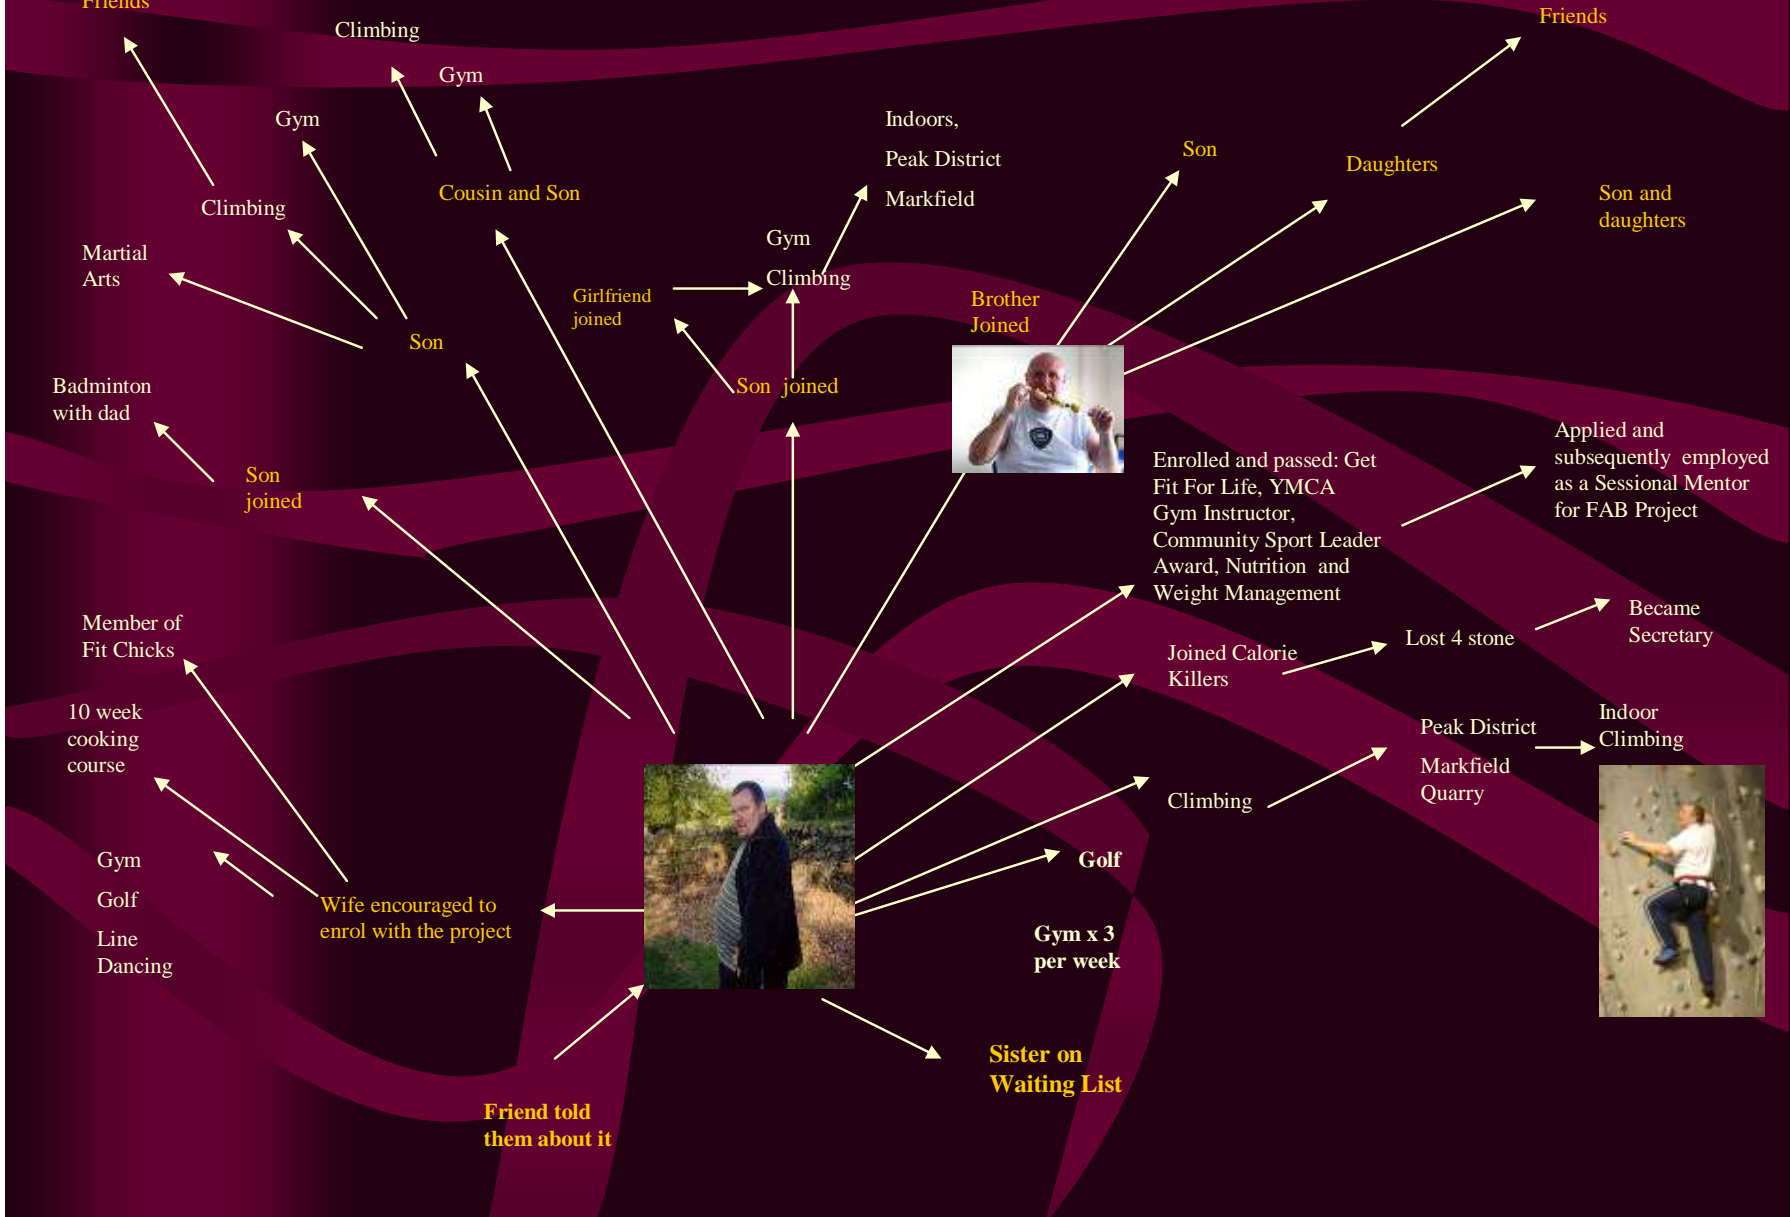 Friends
Friends
Climbing
Gym
Gym
Indoors,
Peak District
Markfield
Son
Daughters
Son and
daughters
Cousin and Son
Climbing
Martial
Arts
Gym
Climbing
Girlfriend
joined
Brother
Joined
Son
Badminton
with dad
Son  joined
Son
joined
Enrolled and passed: Get
Fit For Life, YMCA
Gym Instructor,
Community Sport Leader
Award, Nutrition  and
Weight Management
Applied and
subsequently  employed
as a Sessional Mentor
for FAB Project
Member of
Fit Chicks
Joined Calorie
Killers
Lost 4 stone
Became
Secretary
10 week
cooking
course
Peak District
Markfield
Quarry
Indoor
Climbing
Climbing
Gym
Golf
Line
Dancing
Wife encouraged to
enrol with the project
Golf
Gym x 3
per week
Sister on
Waiting List
Friend told
them about it